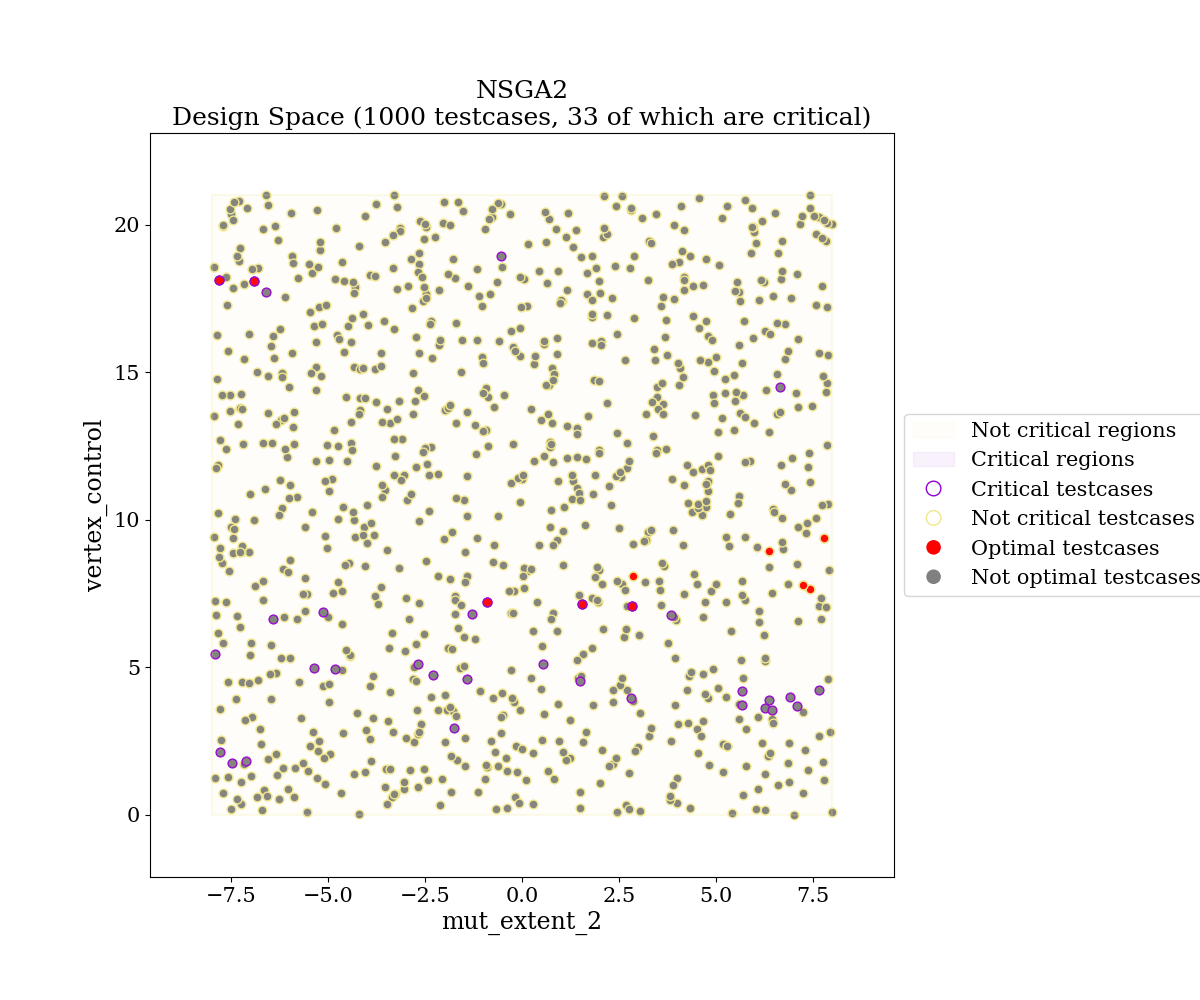 NSGA2
Design Space (1000 testcases, 33 of which are critical)
20
15
10
5
0
vertex_control
−7.5
−5.0
−2.5
0.0
2.5
5.0
7.5
mut_extent_2
Not critical regions
Critical regions
Critical testcases
Not critical testcases
Optimal testcases
Not optimal testcases